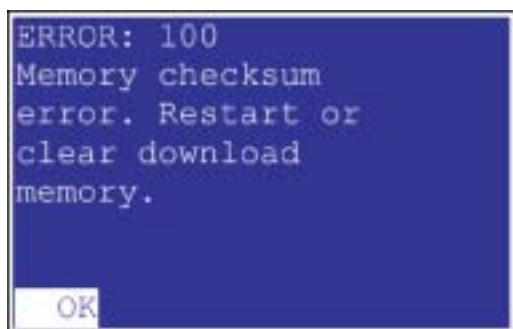 ERROR: 100
Memory checksum
error. Restart or
clear download
memory.
OK